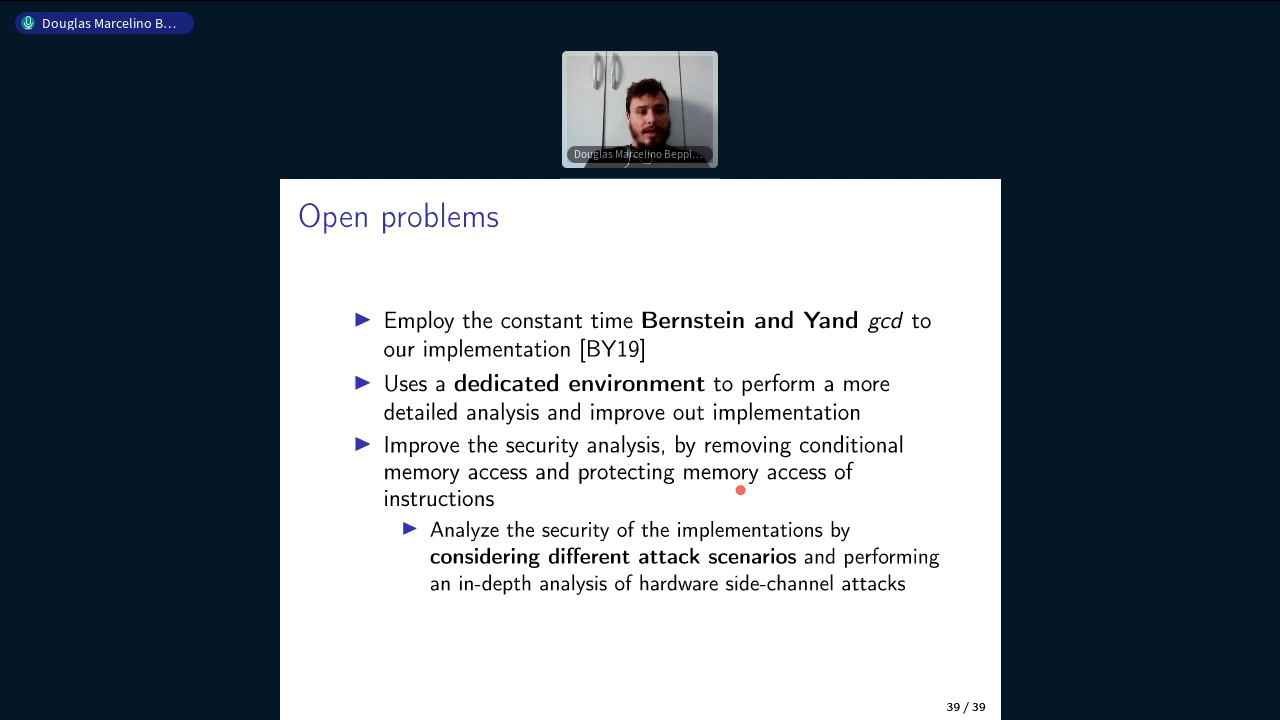 Douglas Marcelino B...
Douglas Marcelino Beppl...
Open problems
Employ the constant time Bernstein and Yand gcd to
our implementation [BY19]
Uses a dedicated environment to perform a more
detailed analysis and improve out implementation
Improve the security analysis, by removing conditional
memory access and protecting memory access of
instructions
Analyze the security of the implementations by
considering different attack scenarios and performing
an in-depth analysis of hardware side-channel attacks
39 / 39